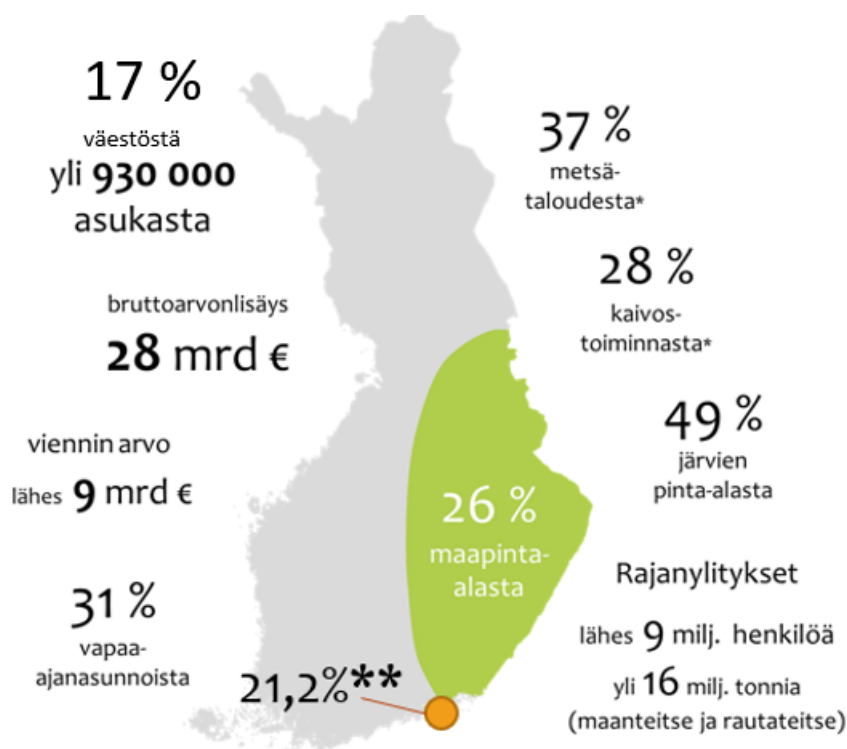 17 %
väestöstä
yli 930 000
asukasta
bruttoarvonlisäys
28 mrd €
viennin arvo
lähes 9 mrd €
31 %
vapaa-
ajanasunnoista
21,2%**
26 %
maapinta-
alasta
37 %
metsä-
taloudesta*
28 %
kaivos-
toiminnasta*
49 %
järvien
pinta-alasta
Rajanylitykset
lähes 9 milj. henkilöä
yli 16 milj. tonnia
(maanteitse ja rautateitse)